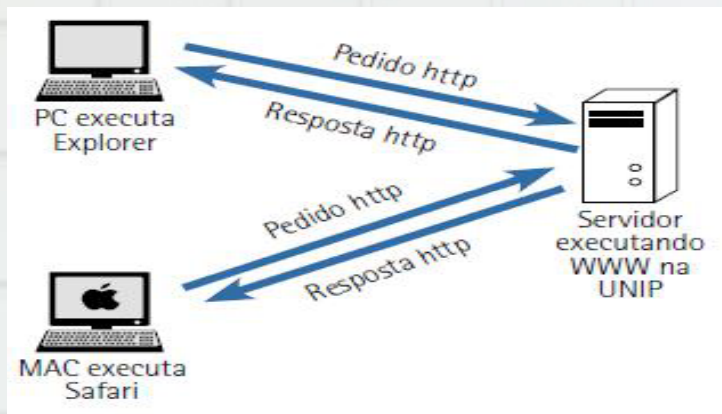 Pedido http
Resposta http
PC executa
Explorer
Pedido http
Resposta http
Servidor
executando
WWW na
UNIP
MAC executa
Safari